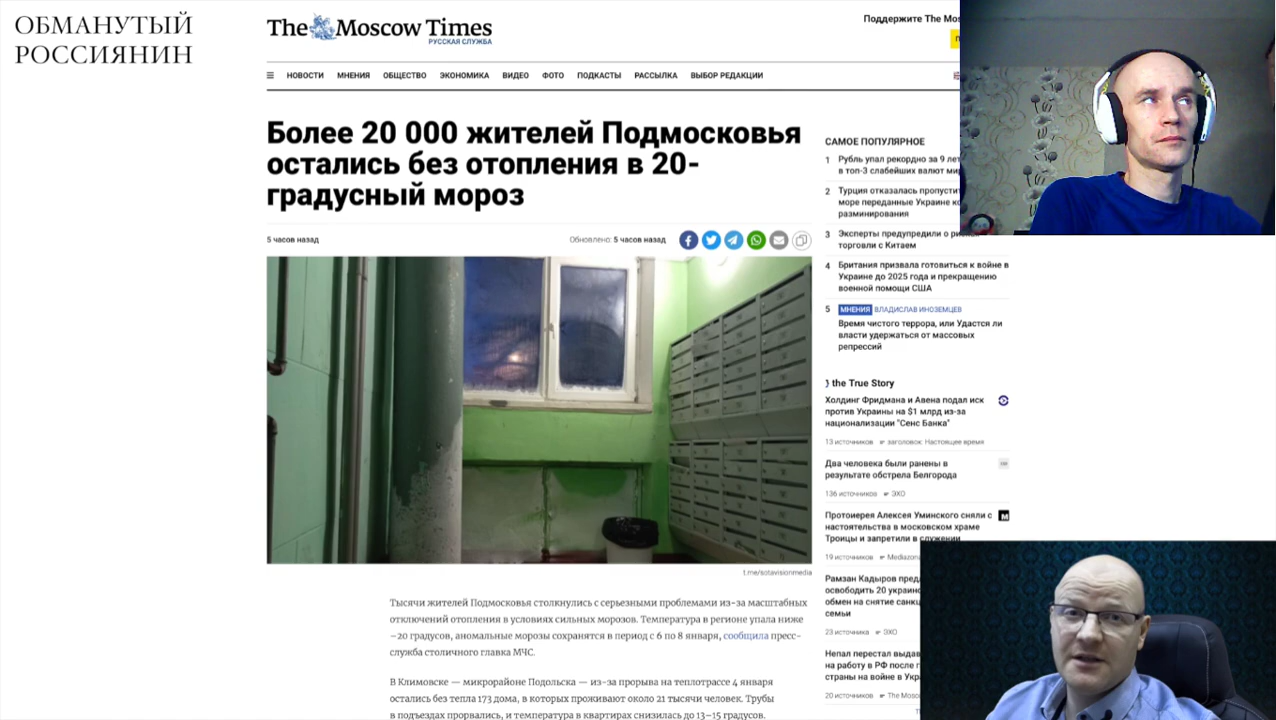 ОБМАНУТЫЙ
РОССИЯНИН
The Moscow Times
РУССКАЯ СЛУЖБА
Поддержите The Mos
НОВОСТИ МНЕНИЯ ОБЩЕСТВО ЭКОНОМИКА ВИДЕО ФОТО ПОДКАСТЫ РАССЫЛКА ВЫБОР РЕДАКЦИИ
Более 20 000 жителей Подмосковья
остались без отопления в 20-
градусный мороз
5 часов назад
Обновлено: 5 часов назад
t.me/sotavisionmedia
Тысячи жителей Подмосковья столкнулись с серьезными проблемами из-за масштабных
отключений отопления в условиях сильных морозов. Температура в регионе упала ниже
–20 градусов, аномальные морозы сохранятся в период с 6 по 8 января, сообщила пресс-
служба столичного главка МЧС.
В Климовске — микрорайоне Подольска — из-за прорыва на теплотрассе 4 января
остались без тепла 173 дома, в которых проживают около 21 тысячи человек. Трубы
в подъездах прорвались, и температура в квартирах снизилась до 13–15 градусов.
САМОЕ ПОПУЛЯРНОЕ
1 Рубль упал рекордно за 9 лет
в топ-3 слабейших валют ми
2 Турция отказалась пропустит
море переданные Украине ко
разминирования
3 Эксперты предупредили о
торговли с Китаем
4 Британия призвала готовиться к войне в
Украине до 2025 года и прекращению
военной помощи США
5 МНЕНИЯ ВЛАДИСЛАВ ИНОЗЕМЦЕВ
Время чистого террора, или Удастся ли
власти удержаться от массовых
репрессий
the True Story
Холдинг Фридмана и Авена подал иск
против Украины на $1 млрд из-за
национализации "Сенс Банка"
13 источников заголовок: Настоящее время
Два человека были ранены в
результате обстрела Белгорода
136 источников ЭХО
Протоиерея Алексея Уминского сняли с
настоятельства в московском храме
Троицы и запретили в служении
19 источников Mediazona
Рамзан Кадыров пред
освободить 20 украин
обмен на снятие санк
семьи
23 источника ЭХО
Непал перестал выдав
на работу в РФ после г
страны на войне в Укра
20 источников The Mosc